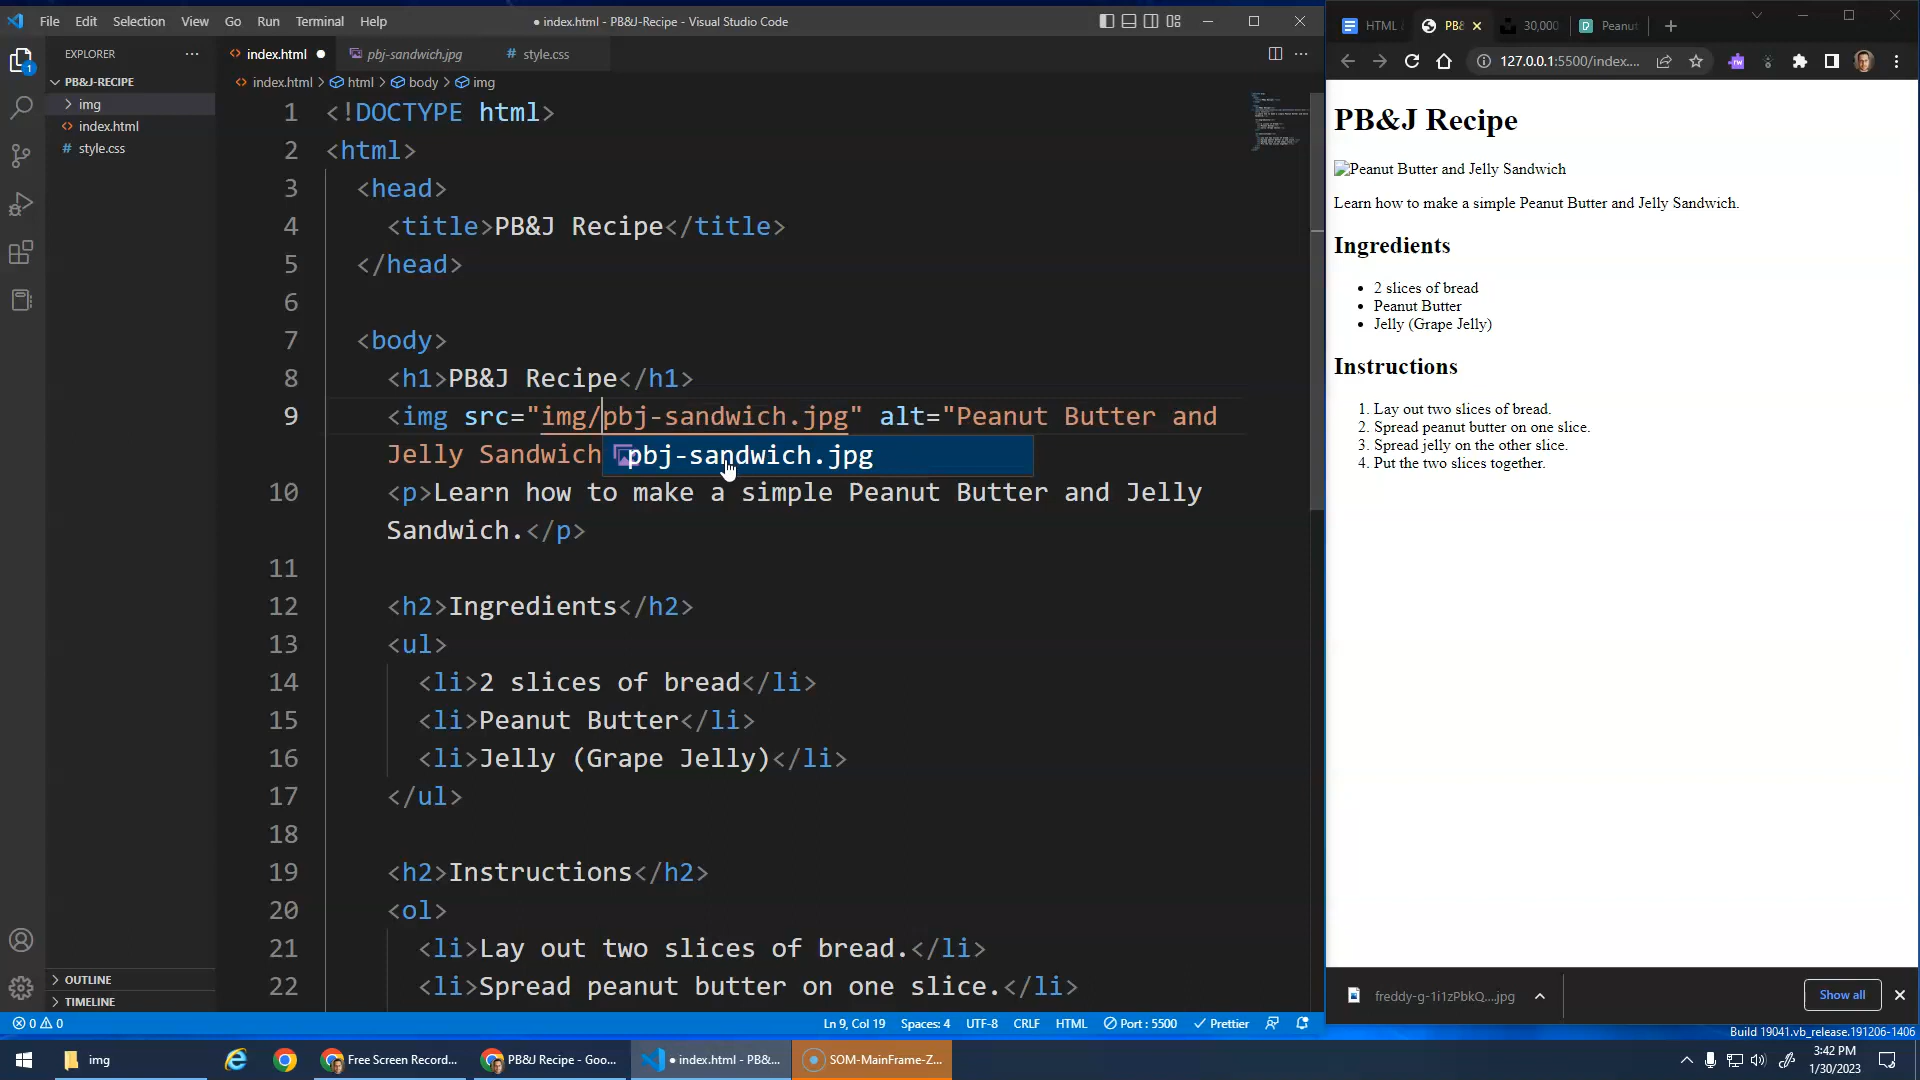 File Edit Selection View Go Run Terminal Help
● index.html - PB&J-Recipe - Visual Studio Code
EXPLORER ...
PB&J-RECIPE
img
index.html
# style.css
OUTLINE
TIMELINE
1
index.html ●
pbj-sandwich.jpg
# style.css
index.html > html > body > img
1 <!DOCTYPE html>
2 <html>
3 <head>
4 <title>PB&J Recipe</title>
5 </head>
6
7 <body>
8 <h1>PB&J Recipe</h1>
9 <img src="img/pbj-sandwich.jpg" alt="Peanut Butter and
Jelly Sandwich
pbj-sandwich.jpg
10 <p>Learn how to make a simple Peanut Butter and Jelly
Sandwich.</p>
11
12 <h2>Ingredients</h2>
13 <ul>
14 <li>2 slices of bread</li>
15 <li>Peanut Butter</li>
16 <li>Jelly (Grape Jelly)</li>
17 </ul>
18
19 <h2>Instructions</h2>
20 <ol>
21 <li>Lay out two slices of bread.</li>
22 <li>Spread peanut butter on one slice.</li>
0 0
Ln 9, Col 19 Spaces: 4 UTF-8 CRLF HTML Port : 5500 Prettier
HTML
PB&
30,000
Peanut
127.0.0.1:5500/index....
PB&J Recipe
Peanut Butter and Jelly Sandwich
Learn how to make a simple Peanut Butter and Jelly Sandwich.
Ingredients
• 2 slices of bread
• Peanut Butter
• Jelly (Grape Jelly)
Instructions
1. Lay out two slices of bread.
2. Spread peanut butter on one slice.
3. Spread jelly on the other slice.
4. Put the two slices together.
freddy-g-1i1zPbkQ....jpg
Show all
Build 19041.vb_release.191206-1406
img
Free Screen Record...
PB&J Recipe - Goo...
● index.html - PB&...
SOM-MainFrame-Z...
3:42 PM
1/30/2023